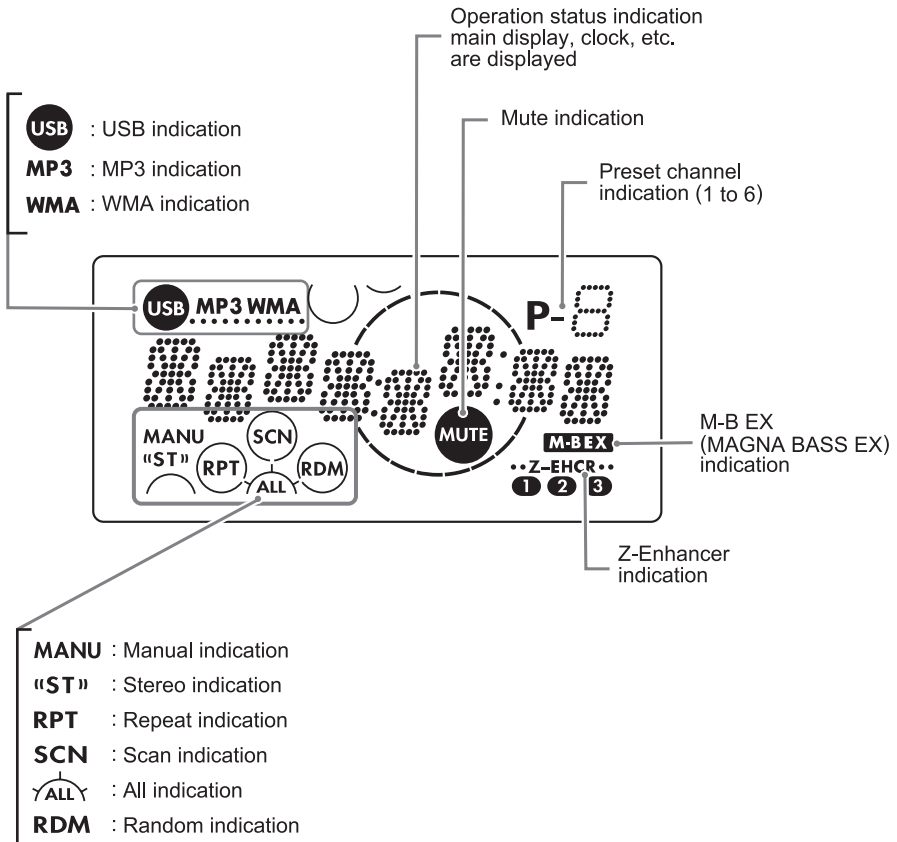 Operation status indication
main display, clock, etc.
are displayed
USB : USB indication
MP3 : MP3 indication
WMA : WMA indication
Mute indication
Preset channel
indication (1 to 6)
USB MP3 WMA
P-8
MUTE
MANU
"ST"
RPT
SCN
ALL
RDM
M-B EX
Z-EHCR
1 2 3
M-B EX
(MAGNA BASS EX)
indication
Z-Enhancer
indication
MANU : Manual indication
"ST" : Stereo indication
RPT : Repeat indication
SCN : Scan indication
ALL : All indication
RDM : Random indication